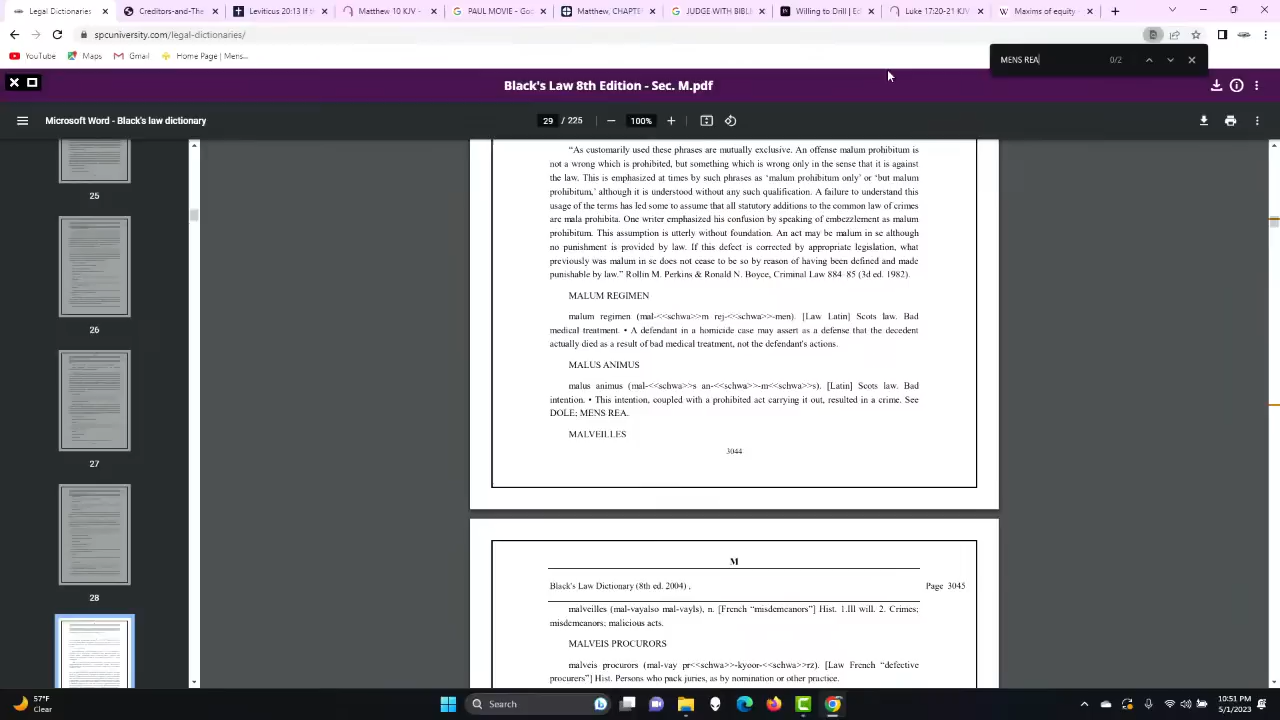 Legal Dictionaries
Creditors-and-The-
Leviticus 20:13 If th
Matthew 10 KJV -
PAUL MOVIE - Goo
Matthew, CHAPTER
JUDGE WITH BIBLI
Willing to Drill | Ed
Luke 17:20-21 KJV
Maxims of equity
spcuniversity.com/legal-dictionaries/
YouTube
Maps
Gmail
Home Page | Mens...
MENS REA
0/2
Black's Law 8th Edition - Sec. M.pdf
Microsoft Word - Black's law dictionary
29 / 225
100%
25
26
27
28
“As customarily used these phrases are mutually exclusive. An offense malum prohibitum is
not a wrong which is prohibited, but something which is wrong only in the sense that it is against
the law. This is emphasized at times by such phrases as ‘malum prohibitum only’ or ‘but malum
prohibitum,’ although it is understood without any such qualification. A failure to understand this
usage of the terms has led some to assume that all statutory additions to the common law of crimes
are mala prohibita. One writer emphasized his confusion by speaking of embezzlement as malum
prohibitum. This assumption is utterly without foundation. An act may be malum in se although
no punishment is provided by law. If this defect is corrected by appropriate legislation, what
previously was malum in se does not cease to be so by reason of having been defined and made
punishable by law.” Rollin M. Perkins & Ronald N. Boyce, Criminal Law 884–85 (3d ed. 1982).
MALUM REGIMEN
malum regimen (mal-<<schwa>>m rej-<<schwa>>-men). [Law Latin] Scots law. Bad
medical treatment. • A defendant in a homicide case may assert as a defense that the decedent
actually died as a result of bad medical treatment, not the defendant's actions.
MALUS ANIMUS
malus animus (mal-<<schwa>>s an-<<schwa>>-m<<schwa>>s). [Latin] Scots law. Bad
intention. • This intention, coupled with a prohibited act carrying it out, resulted in a crime. See
DOLE; MENS REA.
MALVEILLES
3044
M
Black's Law Dictionary (8th ed. 2004) ,
Page 3045
malveilles (mal-vayalso mal-vayls), n. [French “misdemeanors”] Hist. 1.Ill will. 2. Crimes;
misdemeanors; malicious acts.
MALVEIS PROCURORS
malveis procurors (mal-vay pr<<schwa>>-kyoor-<<schwa>>rz). [Law French “defective
procurers”] Hist. Persons who pack juries, as by nomination or other practice.
57°F
Clear
Search
10:51 PM
5/1/2023